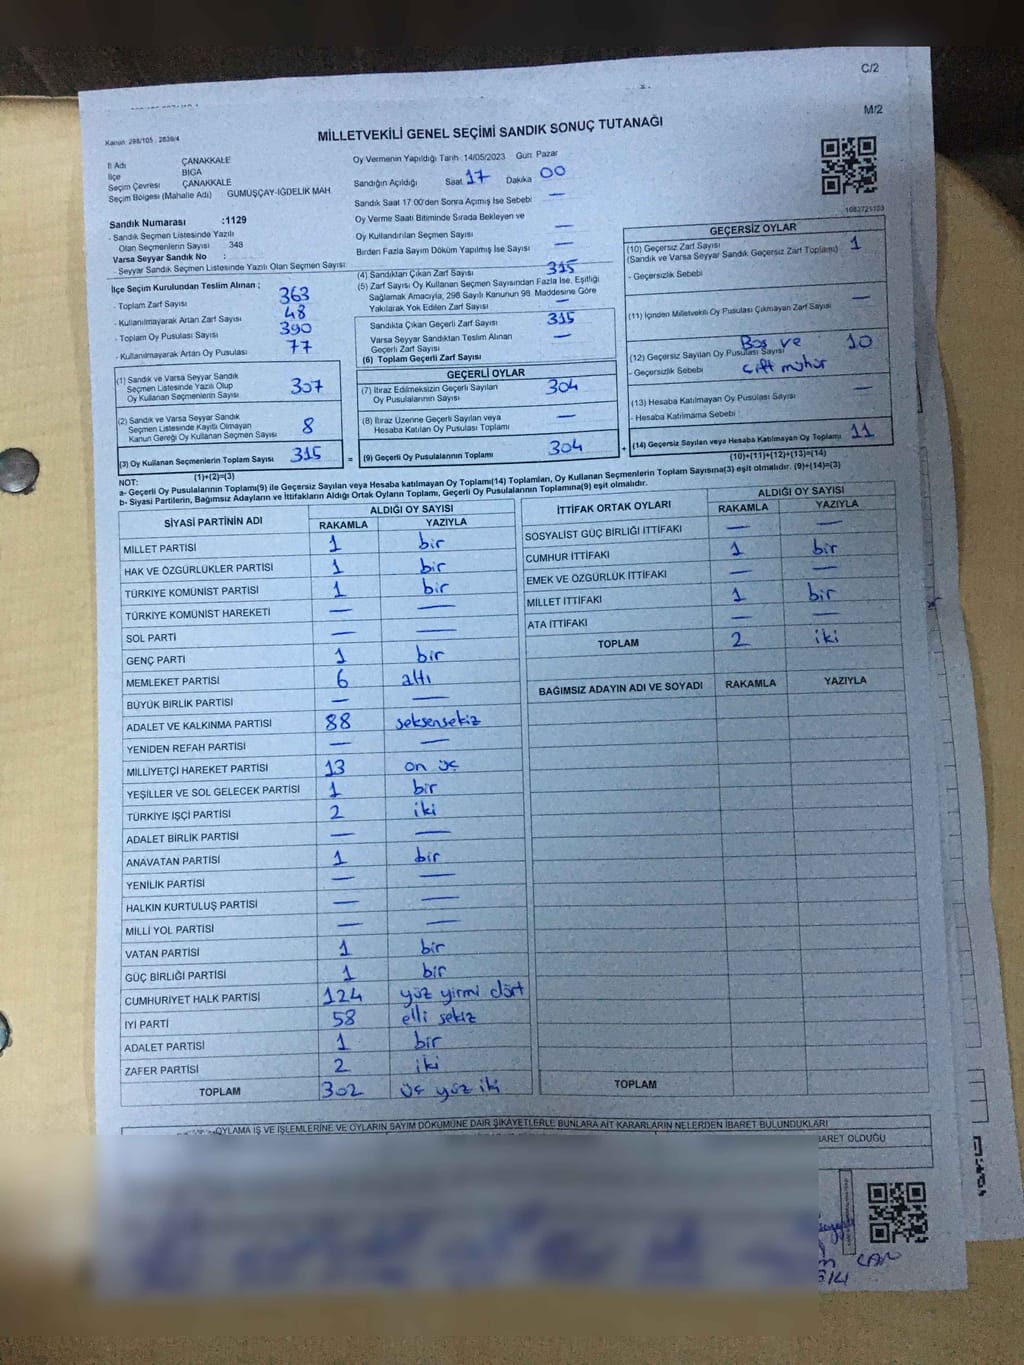 C/2
M/2
Kanun: 298/105 , 2839/4
MİLLETVEKİLİ GENEL SEÇİMİ SANDIK SONUÇ TUTANAĞI
İl Adı ÇANAKKALE
İlçe BİGA
Seçim Çevresi ÇANAKKALE
Seçim Bölgesi (Mahalle Adı) GÜMÜŞÇAY-İĞDELİK MAH.
Sandık Numarası :1129
- Sandık Seçmen Listesinde Yazılı
Olan Seçmenlerin Sayısı 348
Varsa Seyyar Sandık No :
- Seyyar Sandık Seçmen Listesinde Yazılı Olan Seçmen Sayısı:
İlçe Seçim Kurulundan Teslim Alınan ;
- Toplam Zarf Sayısı 363
- Kullanılmayarak Artan Zarf Sayısı 48
- Toplam Oy Pusulası Sayısı 390
- Kullanılmayarak Artan Oy Pusulası 77
(1) Sandık ve Varsa Seyyar Sandık
Seçmen Listesinde Yazılı Olup
Oy Kullanan Seçmenlerin Sayısı 307
(2) Sandık ve Varsa Seyyar Sandık
Seçmen Listesinde Kayıtlı Olmayan
Kanun Gereği Oy Kullanan Seçmen Sayısı 8
(3) Oy Kullanan Seçmenlerin Toplam Sayısı 315
(1)+(2)=(3)
Oy Vermenin Yapıldığı Tarih: 14/05/2023 Gün: Pazar
Sandığın Açıldığı Saat 17 Dakika 00
Sandık Saat 17 00'den Sonra Açımış İse Sebebi —
Oy Verme Saati Bitiminde Sırada Bekleyen ve
Oy Kullandırılan Seçmen Sayısı —
Birden Fazla Sayım Döküm Yapılmış İse Sayısı —
(4) Sandıktan Çıkan Zarf Sayısı 315
(5) Zarf Sayısı Oy Kullanan Seçmen Sayısından Fazla İse, Eşitliği
Sağlamak Amacıyla, 298 Sayılı Kanunun 98. Maddesine Göre
Yakılarak Yok Edilen Zarf Sayısı —
Sandıkta Çıkan Geçerli Zarf Sayısı 315
Varsa Seyyar Sandıktan Teslim Alınan
Geçerli Zarf Sayısı —
(6) Toplam Geçerli Zarf Sayısı
GEÇERLİ OYLAR
(7) İtiraz Edilmeksizin Geçerli Sayılan
Oy Pusulalarının Sayısı 304
(8) İtiraz Üzerine Geçerli Sayılan veya
Hesaba Katılan Oy Pusulası Toplamı —
= (9) Geçerli Oy Pusulalarının Toplamı 304 +
1083721103
GEÇERSİZ OYLAR
(10) Geçersiz Zarf Sayısı 1
(Sandık ve Varsa Seyyar Sandık Geçersiz Zarf Toplamı)
- Geçersizlik Sebebi
(11) İçinden Milletvekili Oy Pusulası Çıkmayan Zarf Sayısı —
(12) Geçersiz Sayılan Oy Pusulası Sayısı 10
- Geçersizlik Sebebi Boş ve çift mühür
(13) Hesaba Katılmayan Oy Pusulası Sayısı —
- Hesaba Katılmama Sebebi :
(14) Geçersiz Sayılan veya Hesaba Katılmayan Oy Toplamı 11
(10)+(11)+(12)+(13)=(14)
NOT:
a- Geçerli Oy Pusulalarının Toplamı(9) ile Geçersiz Sayılan veya Hesaba katılmayan Oy Toplamı(14) Toplamları, Oy Kullanan Seçmenlerin Toplam Sayısına(3) eşit olmalıdır. (9)+(14)=(3)
b- Siyasi Partilerin, Bağımsız Adayların ve İttifakların Aldığı Ortak Oyların Toplamı, Geçerli Oy Pusulalarının Toplamına(9) eşit olmalıdır.
SİYASİ PARTİNİN ADI ALDIĞI OY SAYISI
RAKAMLA YAZIYLA
MİLLET PARTİSİ 1 bir
HAK VE ÖZGÜRLÜKLER PARTİSİ 1 bir
TÜRKİYE KOMÜNİST PARTİSİ 1 bir
TÜRKİYE KOMÜNİST HAREKETİ — —
SOL PARTİ — —
GENÇ PARTİ 1 bir
MEMLEKET PARTİSİ 6 altı
BÜYÜK BİRLİK PARTİSİ — —
ADALET VE KALKINMA PARTİSİ 88 seksensekiz
YENİDEN REFAH PARTİSİ — —
MİLLİYETÇİ HAREKET PARTİSİ 13 on üç
YEŞİLLER VE SOL GELECEK PARTİSİ 1 bir
TÜRKİYE İŞÇİ PARTİSİ 2 iki
ADALET BİRLİK PARTİSİ — —
ANAVATAN PARTİSİ 1 bir
YENİLİK PARTİSİ — —
HALKIN KURTULUŞ PARTİSİ — —
MİLLİ YOL PARTİSİ — —
VATAN PARTİSİ 1 bir
GÜÇ BİRLİĞİ PARTİSİ 1 bir
CUMHURİYET HALK PARTİSİ 124 yüz yirmi dört
İYİ PARTİ 58 elli sekiz
ADALET PARTİSİ 1 bir
ZAFER PARTİSİ 2 iki
TOPLAM 302 üç yüz iki
İTTİFAK ORTAK OYLARI ALDIĞI OY SAYISI
RAKAMLA YAZIYLA
SOSYALİST GÜÇ BİRLİĞİ İTTİFAKI — —
CUMHUR İTTİFAKI 1 bir
EMEK VE ÖZGÜRLÜK İTTİFAKI — —
MİLLET İTTİFAKI 1 bir
ATA İTTİFAKI — —
TOPLAM 2 iki
BAĞIMSIZ ADAYIN ADI VE SOYADI RAKAMLA YAZIYLA
TOPLAM
OYLAMA İŞ VE İŞLEMLERİNE VE OYLARIN SAYIM DÖKÜMÜNE DAİR ŞİKAYETLERLE BUNLARA AİT KARARLARIN NELERDEN İBARET BULUNDUKLARI
İBARET OLDUĞU